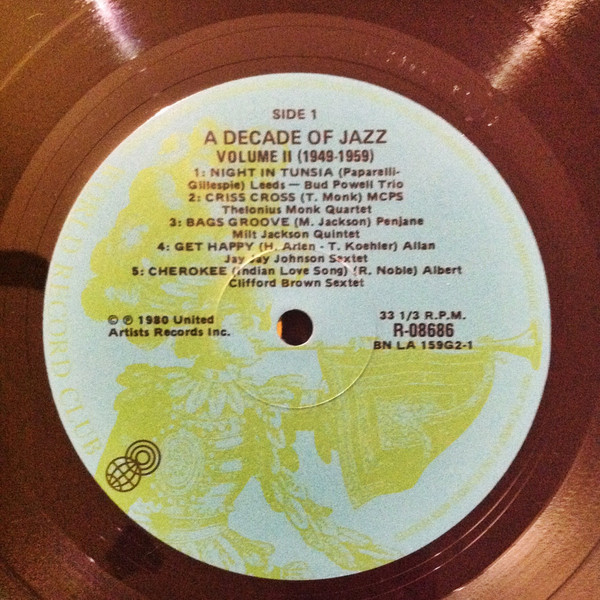 SIDE 1
A DECADE OF JAZZ
VOLUME II (1949-1959)
1: NIGHT IN TUNSIA (Paparelli-
Gillespie) Leeds — Bud Powell Trio
2: CRISS CROSS (T. Monk) MCPS
Thelonius Monk Quartet
3: BAGS GROOVE (M. Jackson) Penjane
Milt Jackson Quintet
4: GET HAPPY (H. Arlen - T. Koehler) Allan
Jay Jay Johnson Sextet
5: CHEROKEE (Indian Love Song) (R. Noble) Albert
Clifford Brown Sextet
© ℗ 1980 United
Artists Records Inc.
33 1/3 R.P.M.
R-08686
BN LA 159G2-1
RECORD CLUB